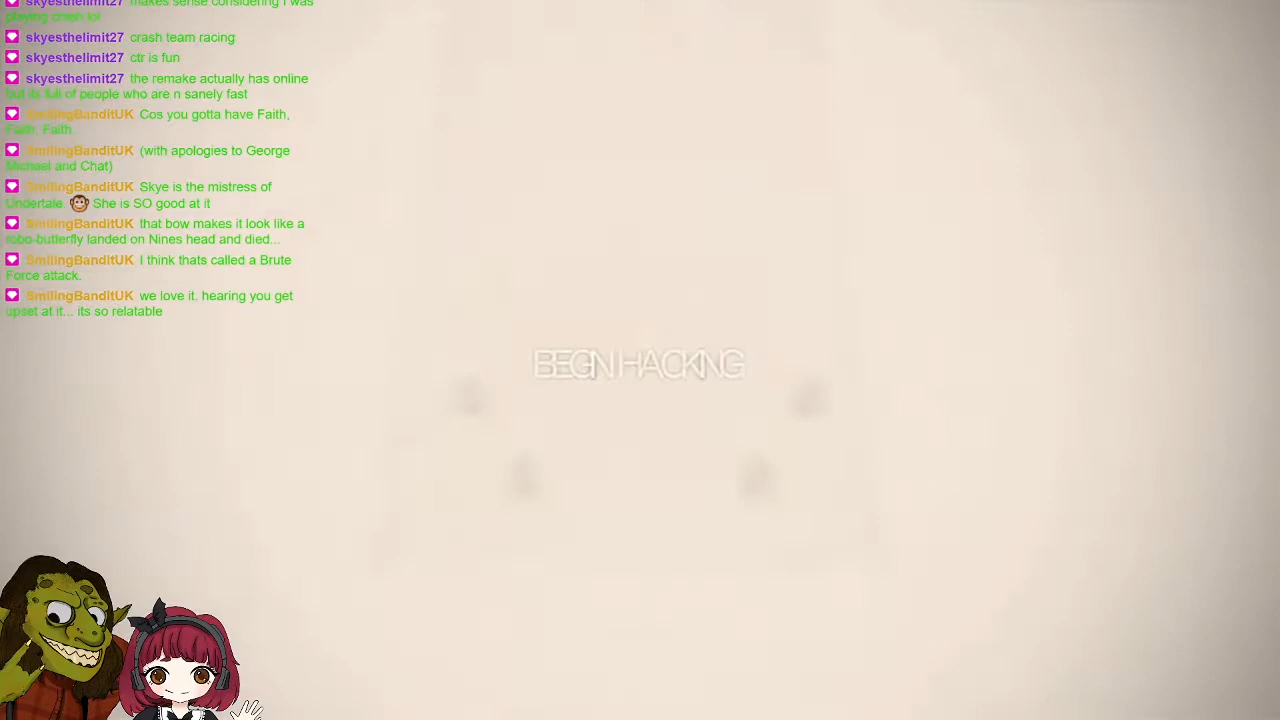 skyesthelimit27 makes sense considering I was
playing crash lol
skyesthelimit27 crash team racing
skyesthelimit27 ctr is fun
skyesthelimit27 the remake actually has online
but its full of people who are n sanely fast
SmilingBanditUK Cos you gotta have Faith,
Faith, Faith.
SmilingBanditUK (with apologies to George
Michael and Chat)
SmilingBanditUK Skye is the mistress of
Undertale. She is SO good at it
SmilingBanditUK that bow makes it look like a
robo-butterfly landed on Nines head and died...
SmilingBanditUK I think thats called a Brute
Force attack.
SmilingBanditUK we love it. hearing you get
upset at it... its so relatable
BEGIN HACKING